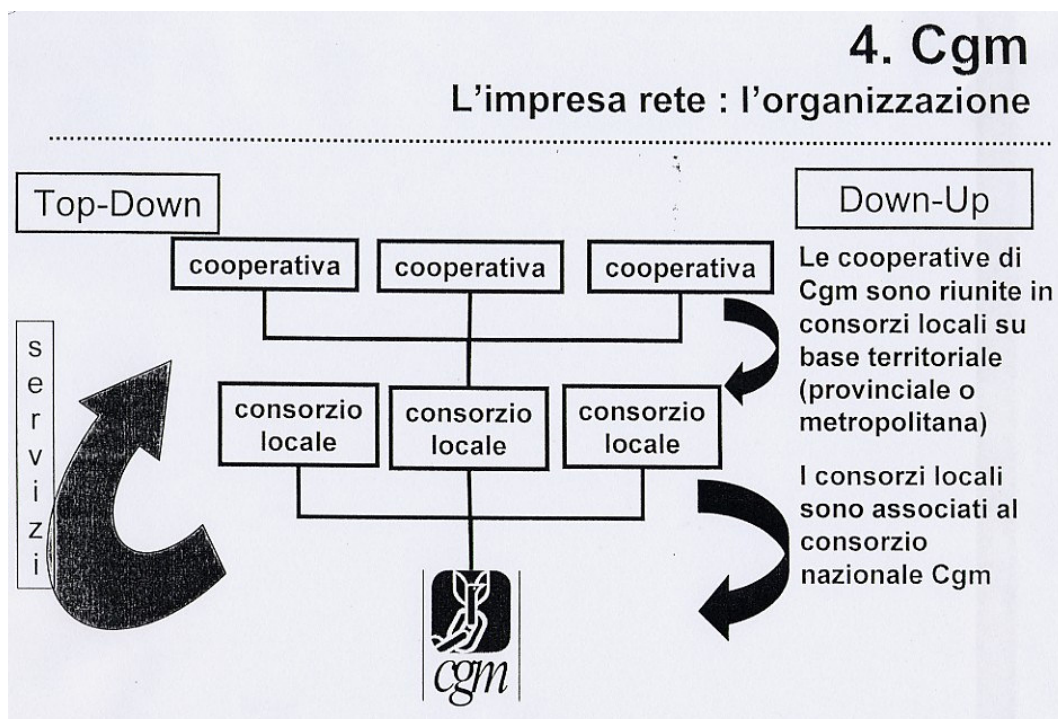 4. Cgm
L'impresa rete : l'organizzazione
Top-Down
Down-Up
cooperativa
cooperativa
cooperativa
Le cooperative di
Cgm sono riunite in
consorzi locali su
base territoriale
(provinciale o
metropolitana)
servizi
consorzio
locale
consorzio
locale
consorzio
locale
I consorzi locali
sono associati al
consorzio
nazionale Cgm
cgm